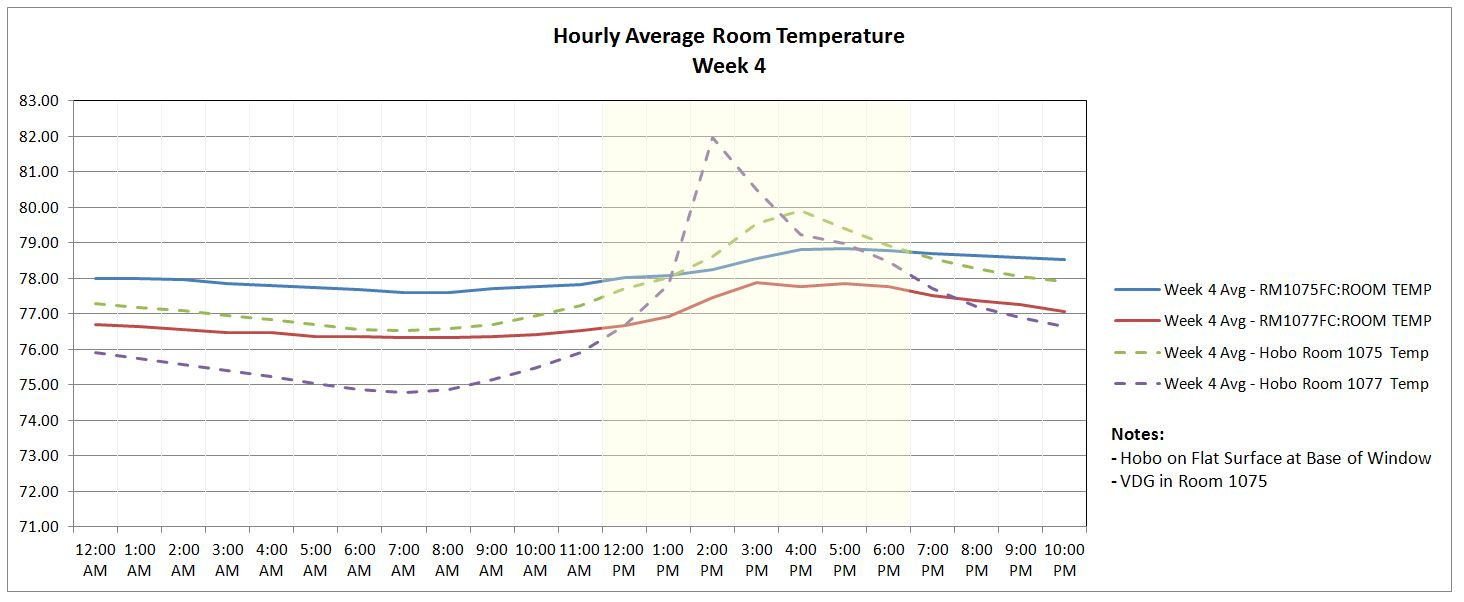 Hourly Average Room Temperature
Week 4
83.00
82.00
81.00
80.00
79.00
78.00
77.00
76.00
75.00
74.00
73.00
72.00
71.00
12:00 1:00 2:00 3:00 4:00 5:00 6:00 7:00 8:00 9:00 10:00 11:00 12:00 1:00 2:00 3:00 4:00 5:00 6:00 7:00 8:00 9:00 10:00
AM AM AM AM AM AM AM AM AM AM AM AM PM PM PM PM PM PM PM PM PM PM PM
Week 4 Avg - RM1075FC:ROOM TEMP
Week 4 Avg - RM1077FC:ROOM TEMP
Week 4 Avg - Hobo Room 1075 Temp
Week 4 Avg - Hobo Room 1077 Temp
Notes:
- Hobo on Flat Surface at Base of Window
- VDG in Room 1075